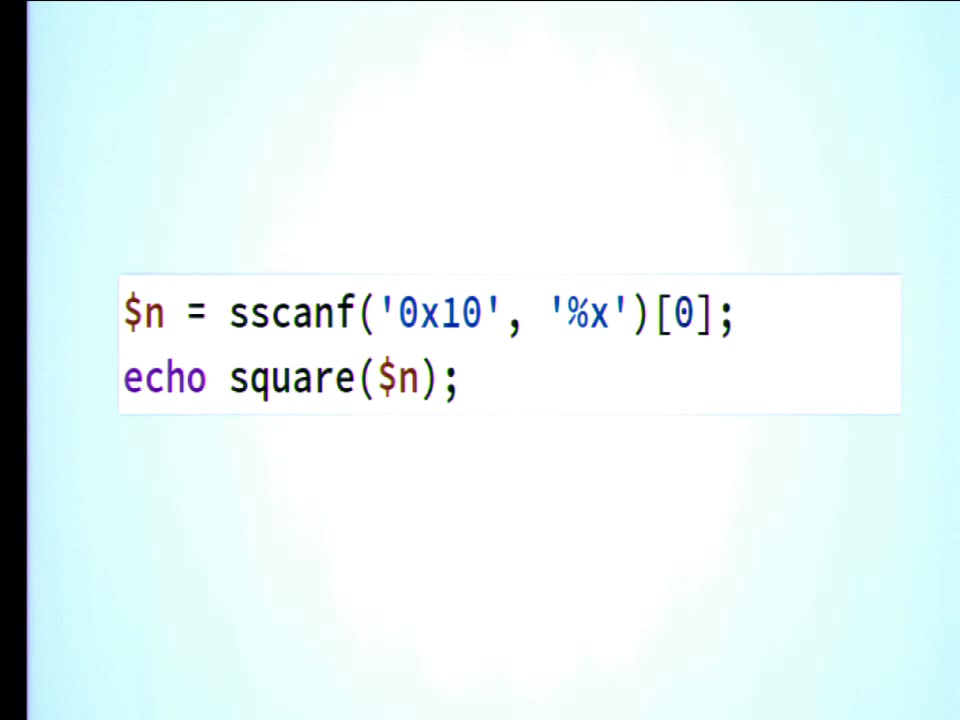 $n = sscanf('0x10', '%x')[0];
echo square($n);